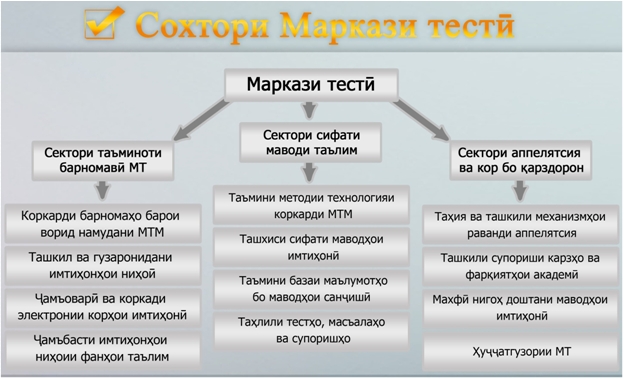 Сохтори Маркази тестӣ
Маркази тестӣ
Сектори таъминоти
барномавӣ МТ
Коркарди барномаҳо барои
ворид намудани МТМ
Ташкил ва гузаронидани
имтиҳонҳои ниҳоӣ
Ҷамъоварӣ ва коркади
электронии корҳои имтиҳонӣ
Ҷамъбасти имтиҳонҳои
ниҳоии фанҳои таълим
Сектори сифати
маводи таълим
Таъмини методии технологияи
коркарди МТМ
Ташхиси сифати маводҳои
имтиҳонӣ
Таъмини базаи маълумотҳо
бо маводҳои санҷишӣ
Таҳлили тестҳо, масъалаҳо
ва супоришҳо
Сектори аппелятсия
ва кор бо қарздорон
Таҳия ва ташкили механизмҳои
раванди аппелятсия
Ташкили супориши карзҳо ва
фарқиятҳои академӣ
Махфӣ нигоҳ доштани маводҳои
имтиҳонӣ
Ҳуҷҷатгузории МТ